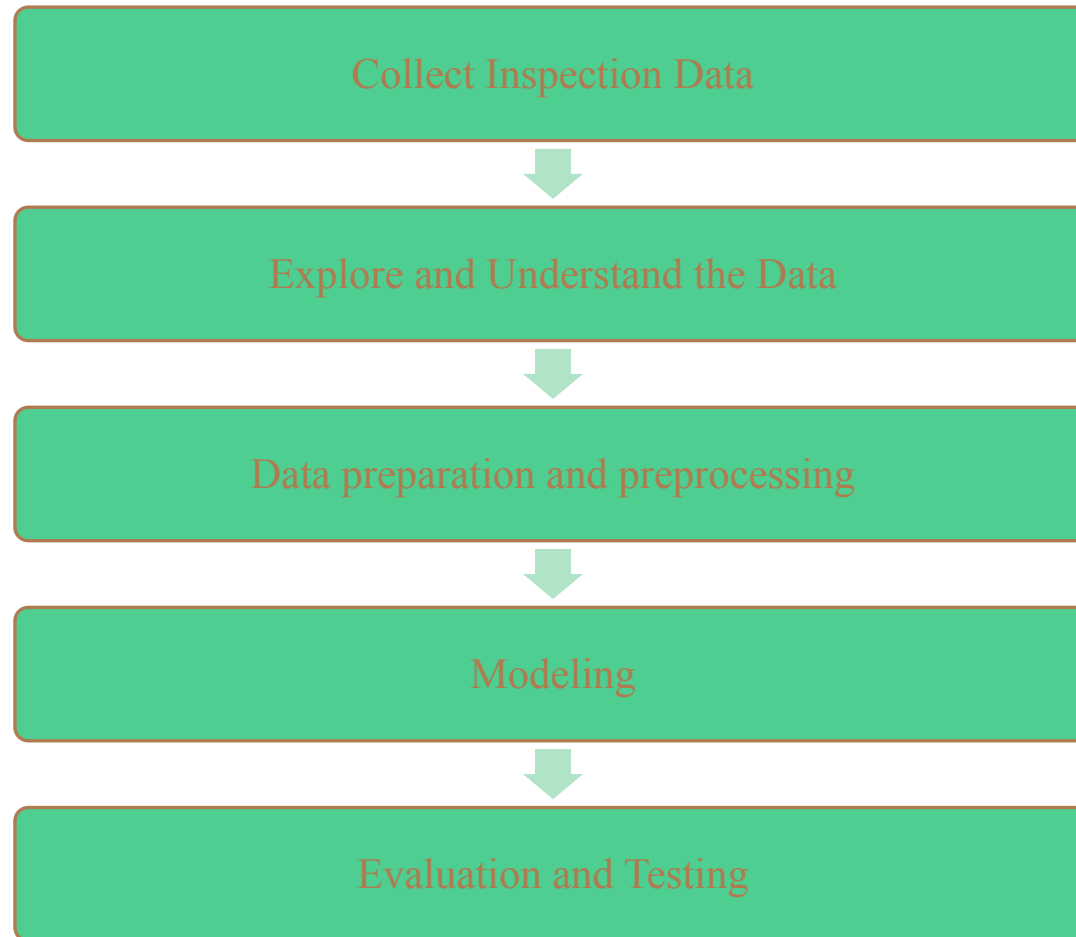 Collect Inspection Data
Explore and Understand the Data
Data preparation and preprocessing
Modeling
Evaluation and Testing